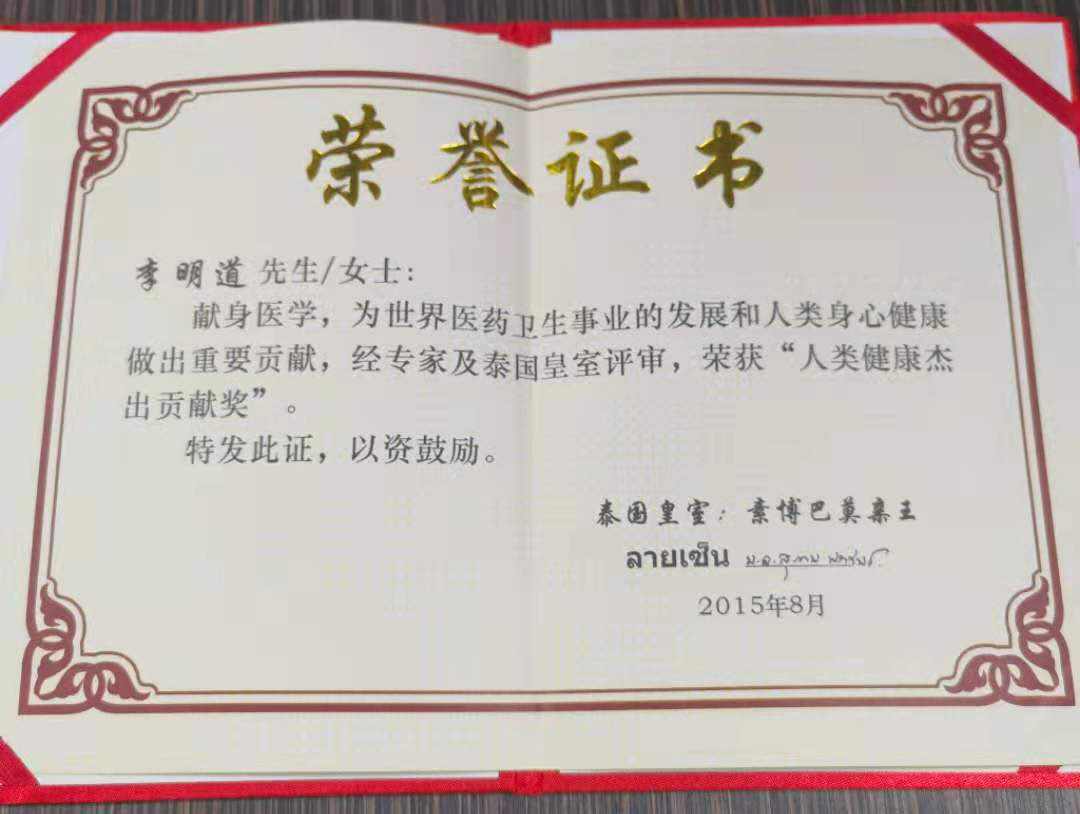 荣誉证书
李明道 先生/女士:
献身医学，为世界医药卫生事业的发展和人类身心健康
做出重要贡献，经专家及泰国皇室评审，荣获“人类健康杰
出贡献奖”。
特发此证，以资鼓励。
泰国皇室：素博巴莫亲王
ลายเซ็น
2015年8月